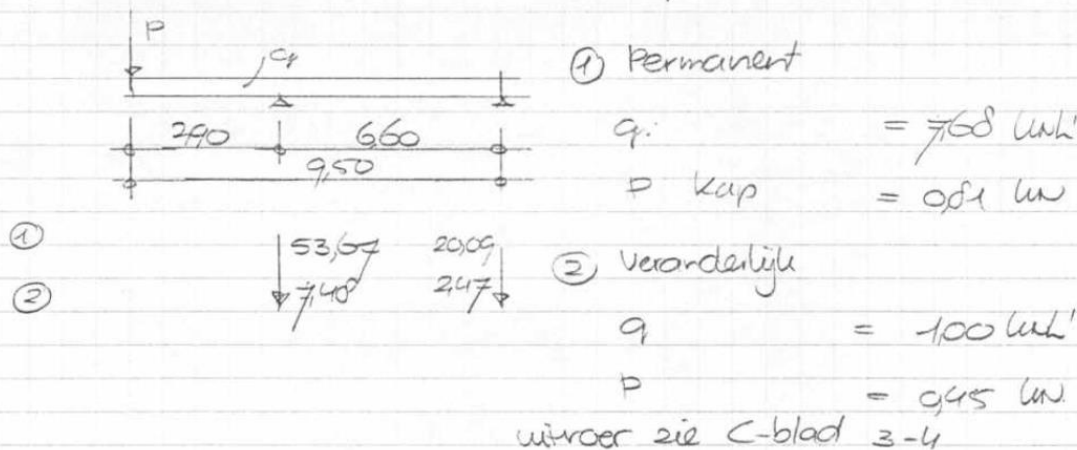 P
q
① Permanent
2,90 6,60
q: = 7,68 kN/m'
9,50
P kap = 0,81 kN
① 53,67 20,09
② Veranderlijk
② 7,48 2,47
q = 1,00 kN/m'
P = 0,45 kN.
uitvoer zie C-blad 3-4